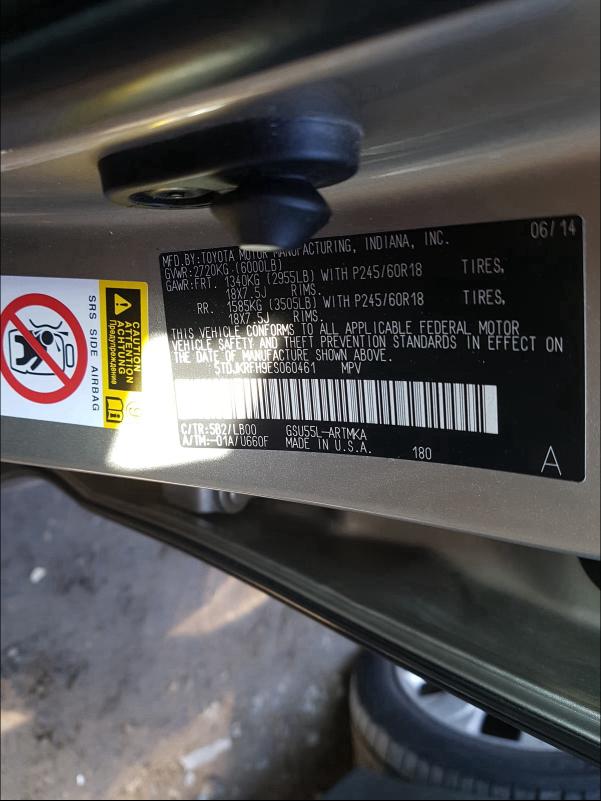 06/14
MFD.BY:TOYOTA MOTOR MANUFACTURING, INDIANA, INC.
GVWR:2720KG (6000LB)
GAWR:FRT. 1340KG (2955LB) WITH P245/60R18 TIRES,
18X7.5J RIMS.
RR. 1585KG (3505LB) WITH P245/60R18 TIRES,
18X7.5J RIMS.
THIS VEHICLE CONFORMS TO ALL APPLICABLE FEDERAL MOTOR
VEHICLE SAFETY AND THEFT PREVENTION STANDARDS IN EFFECT ON
THE DATE OF MANUFACTURE SHOWN ABOVE.
5TDJKRFH9ES060461 MPV
C/TR:5B2/LB00 GSU55L-ARTMKA
A/TM:-01A/U660F MADE IN U.S.A. 180 A
SRS SIDE AIRBAG
CAUTION
ATTENTION
ACHTUNG
Предупреждение